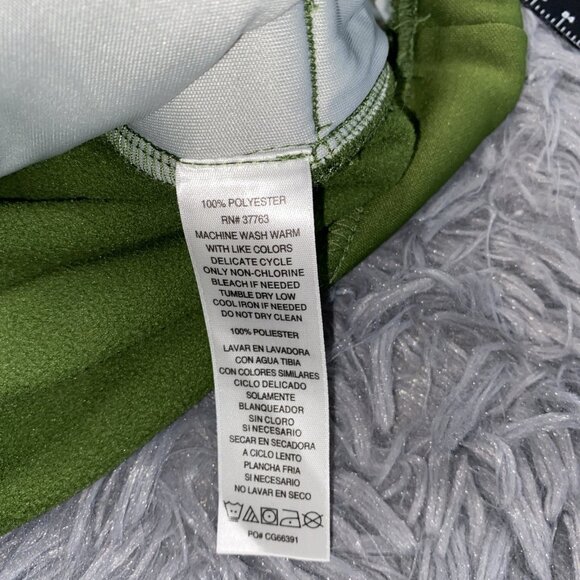 100% POLYESTER
RN# 37763
MACHINE WASH WARM
WITH LIKE COLORS
DELICATE CYCLE
ONLY NON-CHLORINE
BLEACH IF NEEDED
TUMBLE DRY LOW
COOL IRON IF NEEDED
DO NOT DRY CLEAN
100% POLIESTER
LAVAR EN LAVADORA
CON AGUA TIBIA
CON COLORES SIMILARES
CICLO DELICADO
SOLAMENTE
BLANQUEADOR
SIN CLORO
SI NECESARIO
SECAR EN SECADORA
A CICLO LENTO
PLANCHA FRIA
SI NECESARIO
NO LAVAR EN SECO
PO# CG66391